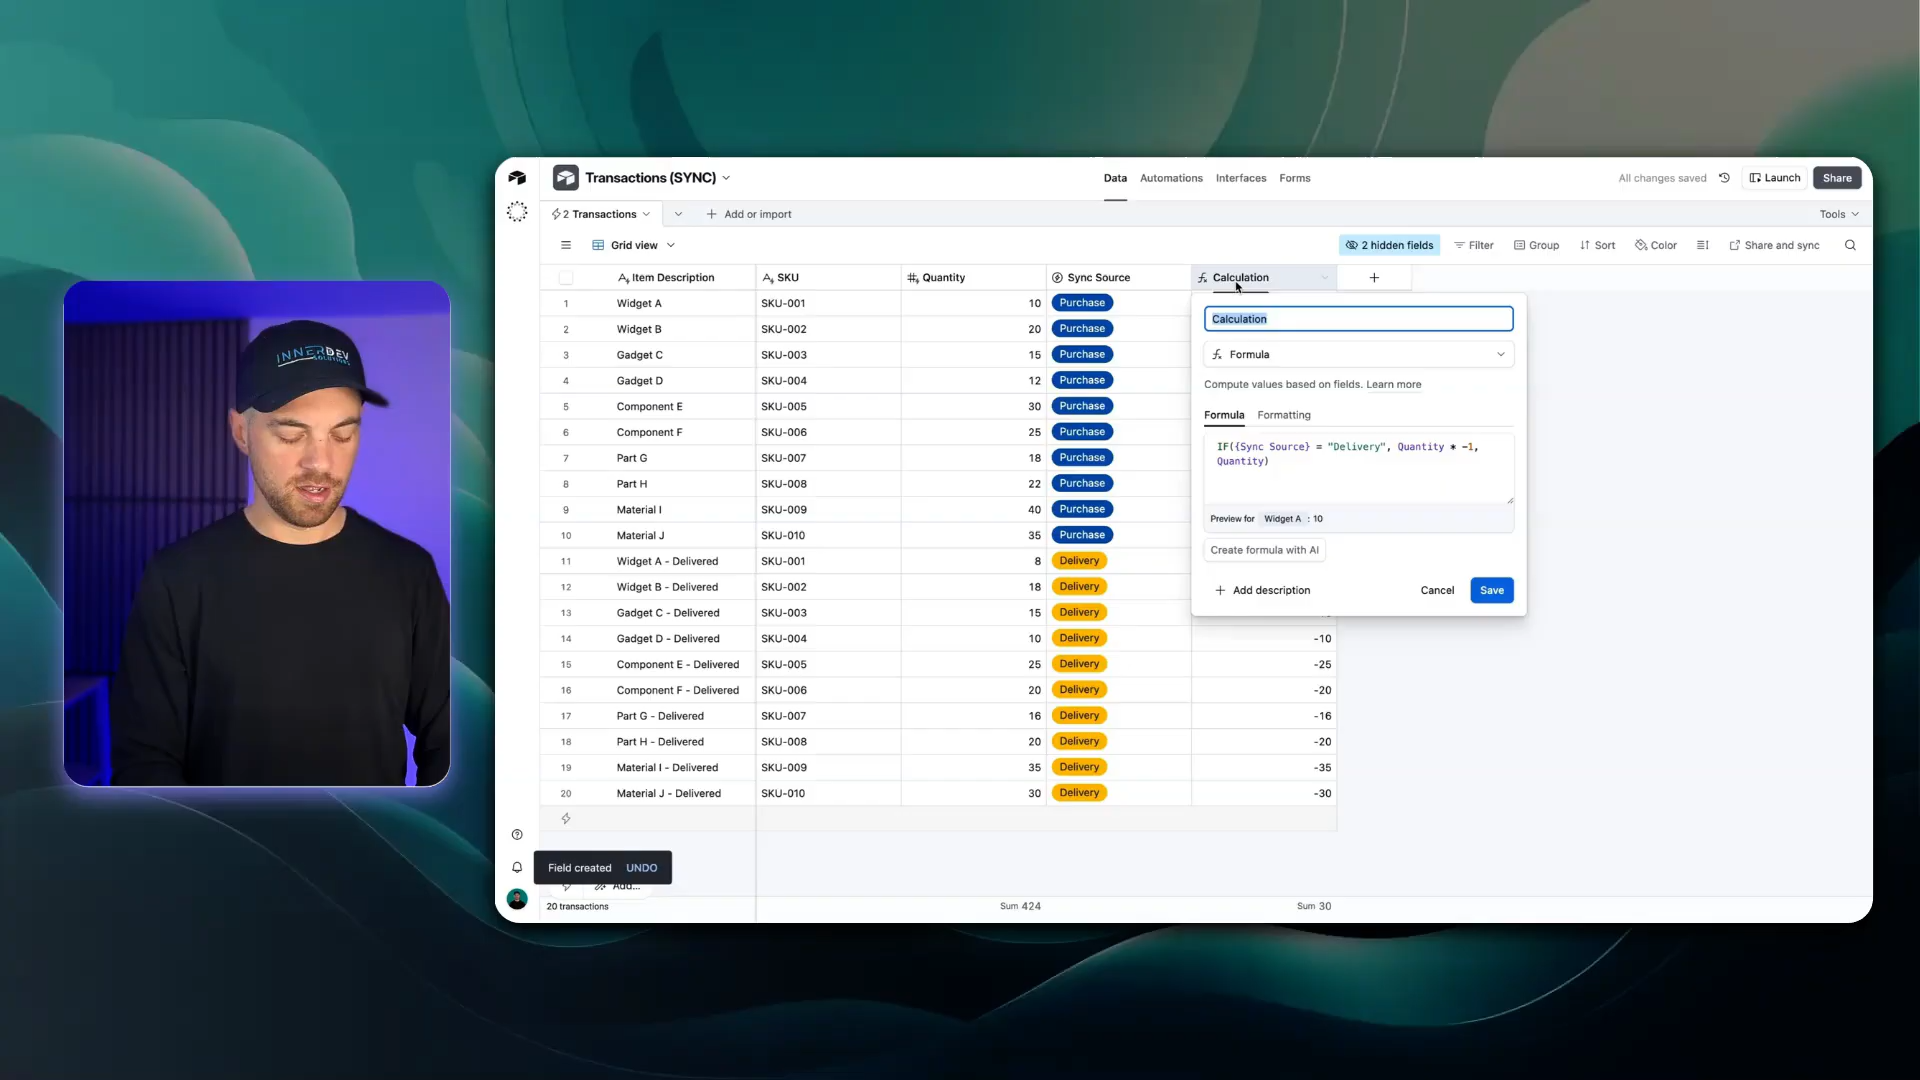 INNERDEV
SOLUTIONS
Transactions (SYNC)
Data Automations Interfaces Forms
All changes saved Launch Share
2 Transactions Add or import Tools
Grid view 2 hidden fields Filter Group Sort Color Share and sync
Item Description SKU Quantity Sync Source Calculation
1 Widget A SKU-001 10 Purchase
2 Widget B SKU-002 20 Purchase
3 Gadget C SKU-003 15 Purchase
4 Gadget D SKU-004 12 Purchase
5 Component E SKU-005 30 Purchase
6 Component F SKU-006 25 Purchase
7 Part G SKU-007 18 Purchase
8 Part H SKU-008 22 Purchase
9 Material I SKU-009 40 Purchase
10 Material J SKU-010 35 Purchase
11 Widget A - Delivered SKU-001 8 Delivery
12 Widget B - Delivered SKU-002 18 Delivery
13 Gadget C - Delivered SKU-003 15 Delivery
14 Gadget D - Delivered SKU-004 10 Delivery -10
15 Component E - Delivered SKU-005 25 Delivery -25
16 Component F - Delivered SKU-006 20 Delivery -20
17 Part G - Delivered SKU-007 16 Delivery -16
18 Part H - Delivered SKU-008 20 Delivery -20
19 Material I - Delivered SKU-009 35 Delivery -35
20 Material J - Delivered SKU-010 30 Delivery -30
Calculation
Formula
Compute values based on fields. Learn more
Formula Formatting
IF({Sync Source} = "Delivery", Quantity * -1,
Quantity)
Preview for Widget A : 10
Create formula with AI
Add description Cancel Save
Field created UNDO
Add...
20 transactions Sum 424 Sum 30